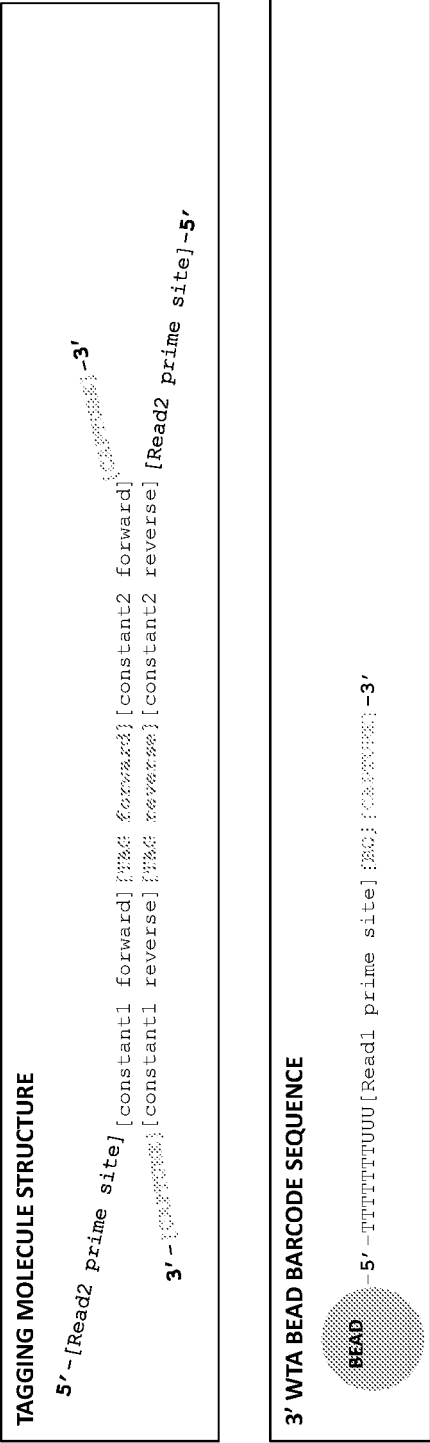 TAGGING MOLECULE STRUCTURE
5'-[Read2 prime site] [CAPTURE]-3'
[constant1 forward][TAG forward][constant2 forward]
[constant1 reverse][TAG reverse][constant2 reverse]
3'-[CAPTURE] [Read2 prime site]-5'
3' WTA BEAD BARCODE SEQUENCE
BEAD -5'-TTTTTTTUUU[Read1 prime site][BC][CAPTURE]-3'